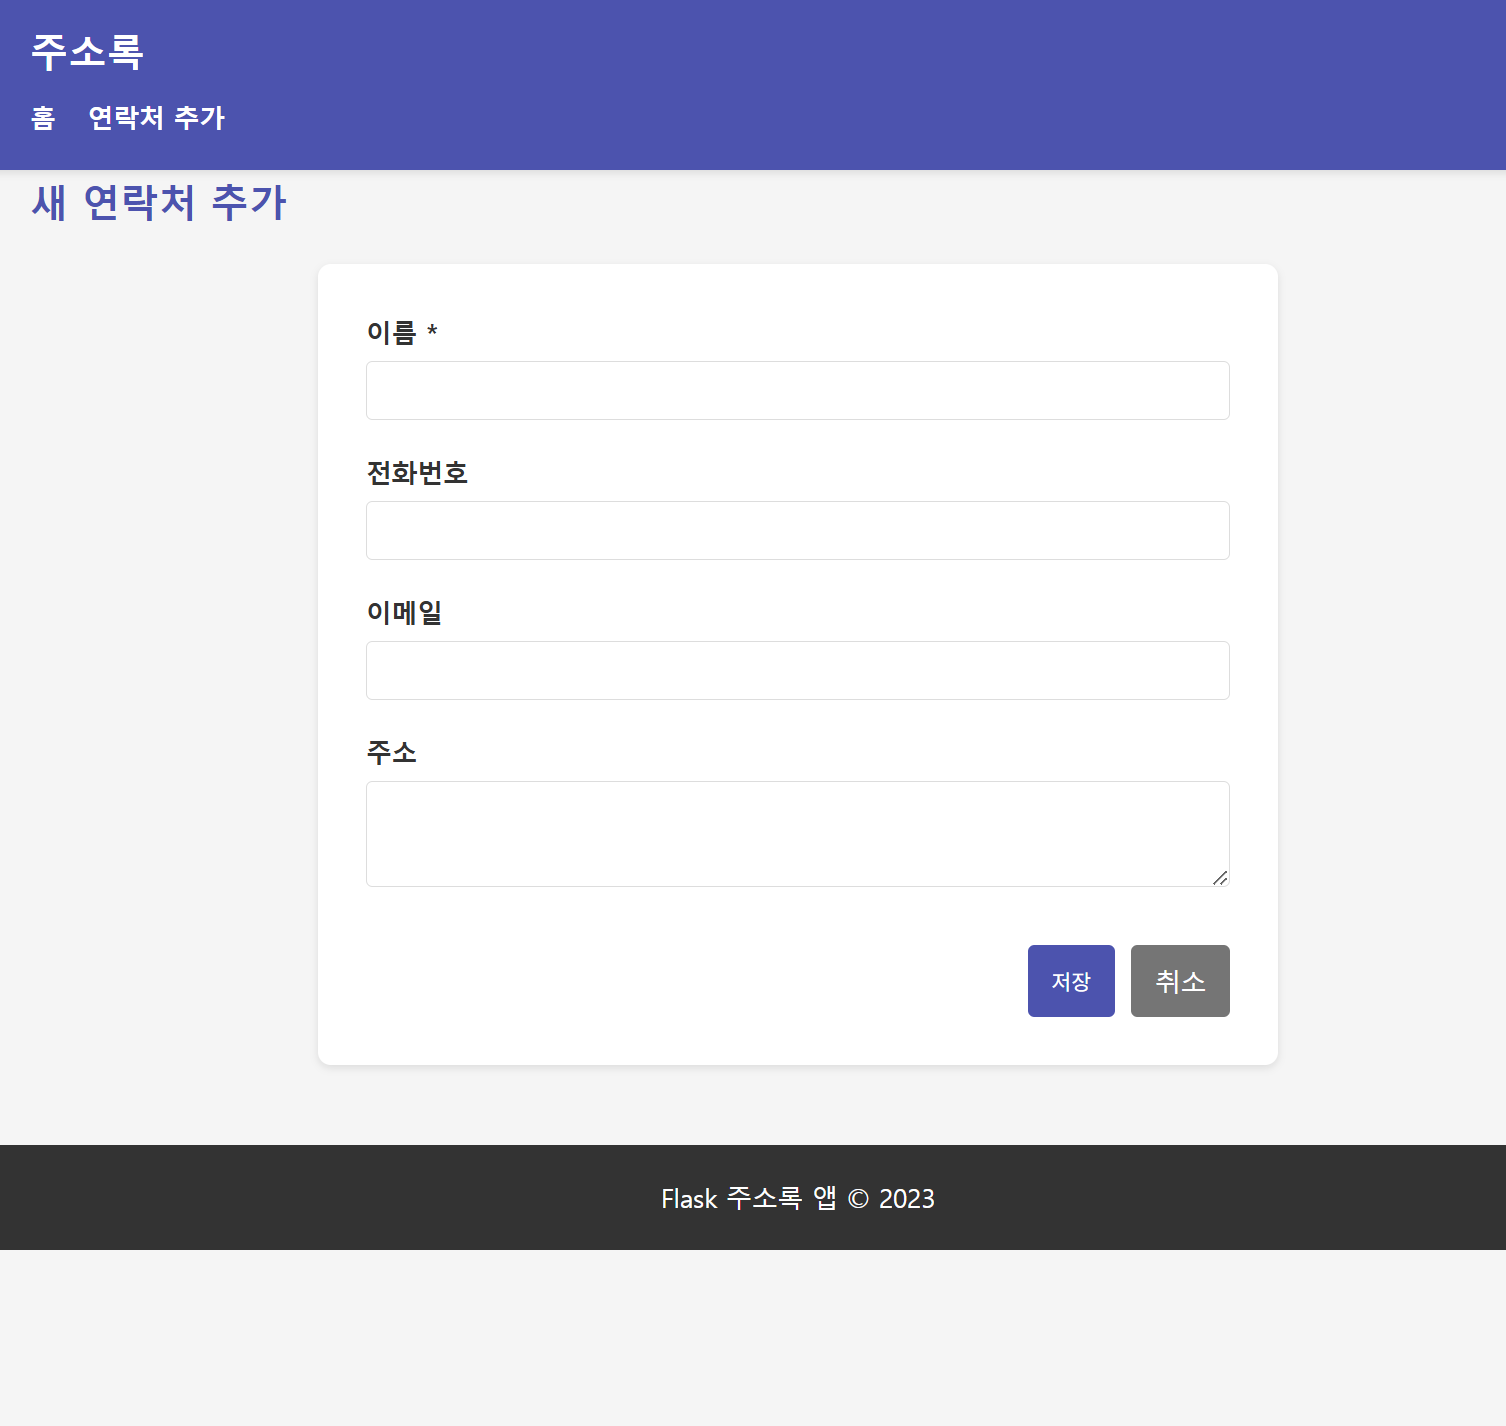 주소록
홈 연락처 추가
새 연락처 추가
이름 *
전화번호
이메일
주소
저장 취소
Flask 주소록 앱 © 2023